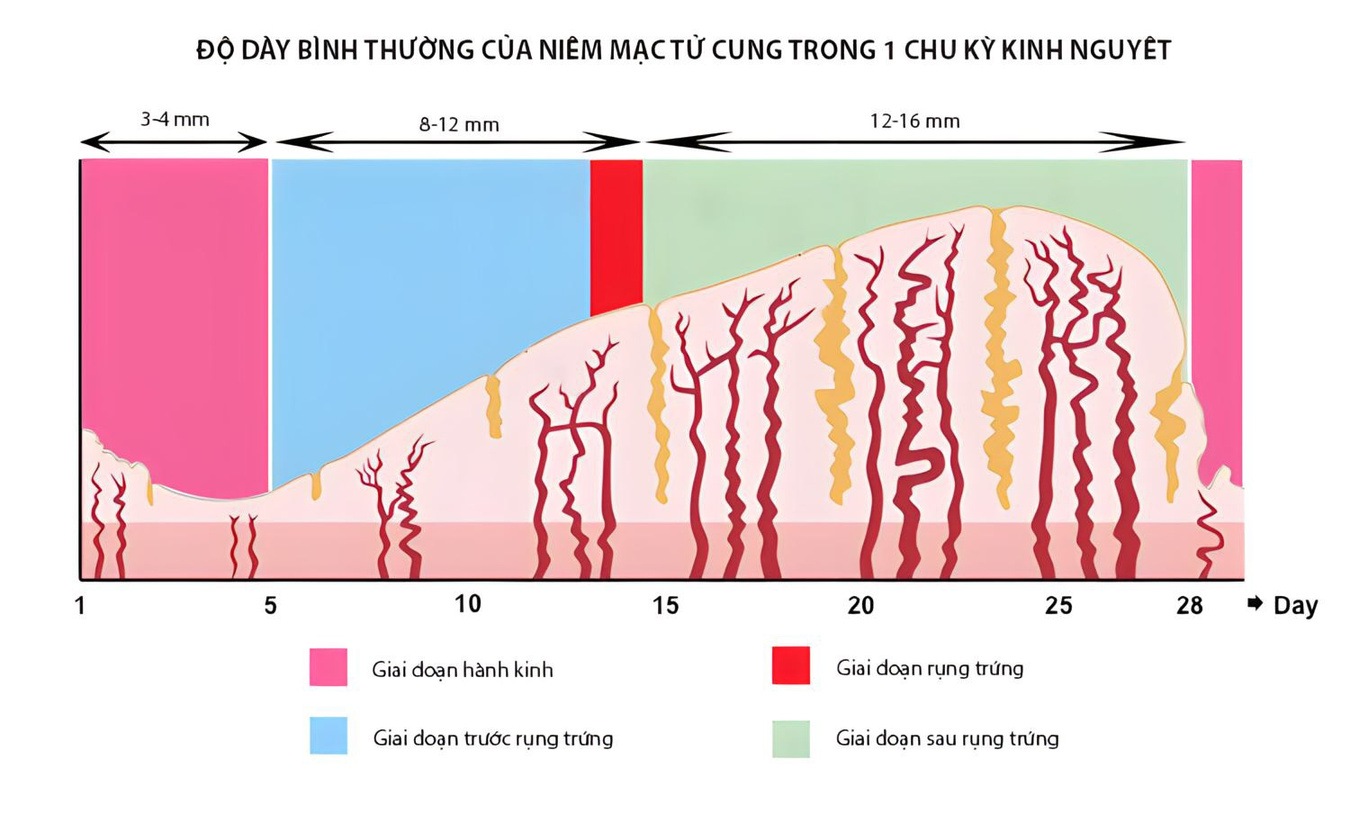 ĐỘ DÀY BÌNH THƯỜNG CỦA NIÊM MẠC TỬ CUNG TRONG 1 CHU KỲ KINH NGUYỆT
3-4 mm
8-12 mm
12-16 mm
1 5 10 15 20 25 28 Day
Giai đoạn hành kinh
Giai đoạn rụng trứng
Giai đoạn trước rụng trứng
Giai đoạn sau rụng trứng